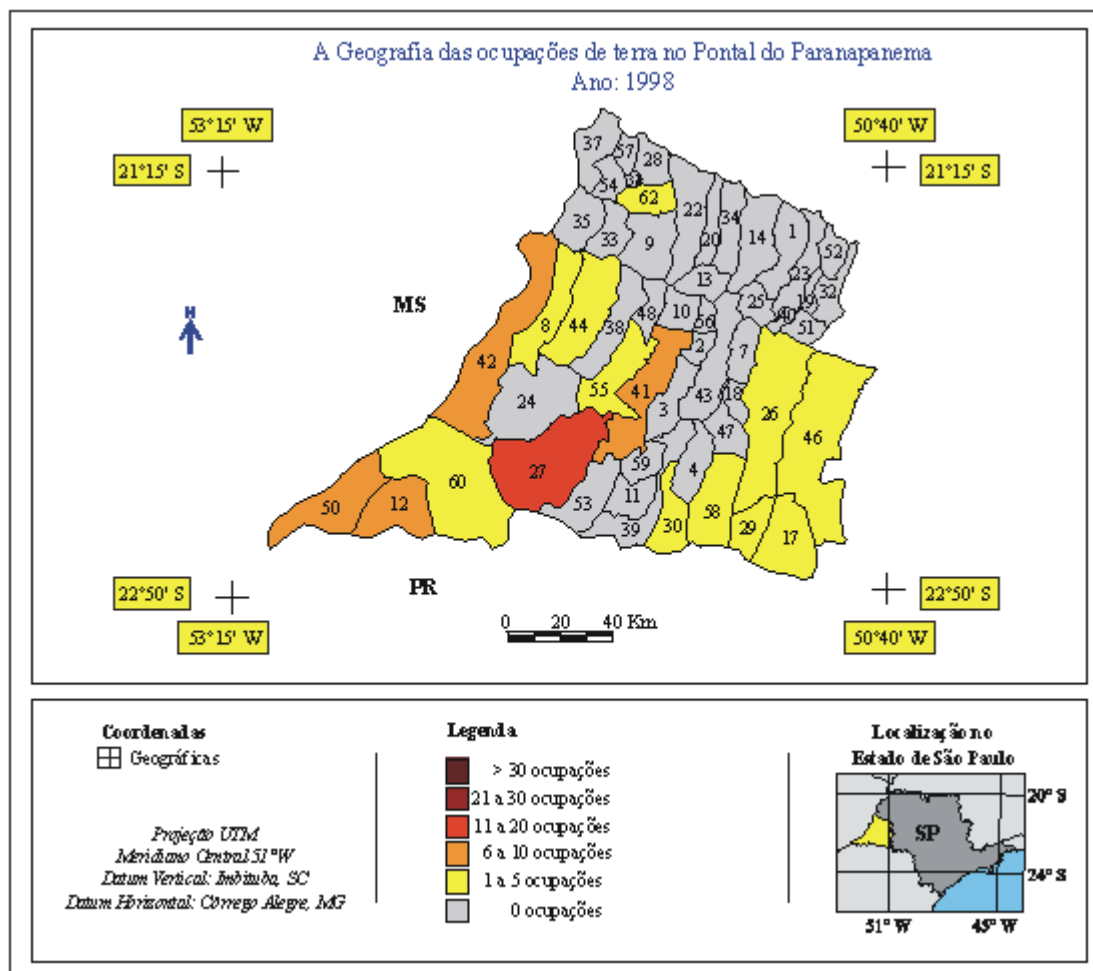 A Geografia das ocupações de terra no Pontal do Paranapanema
Ano: 1998
53°15' W
50°40' W
21°15' S
21°15' S
37
57
28
54
62
35
33
9
22
20
34
14
1
52
13
23
32
25
19
40
51
MS
N
8
44
38
48
10
56
2
7
42
24
55
41
3
43
18
26
46
47
27
60
59
4
50
12
53
11
39
30
58
29
17
22°50' S
22°50' S
PR
53°15' W
50°40' W
0 20 40 Km
Coordenadas
Geográficas
Projeção UTM
Meridiano Central 51°W
Datum Vertical: Imbituba, SC
Datum Horizontal: Córrego Alegre, MG
Legenda
> 30 ocupações
21 a 30 ocupações
11 a 20 ocupações
6 a 10 ocupações
1 a 5 ocupações
0 ocupações
Localização no
Estado de São Paulo
20° S
SP
24° S
51° W
45° W